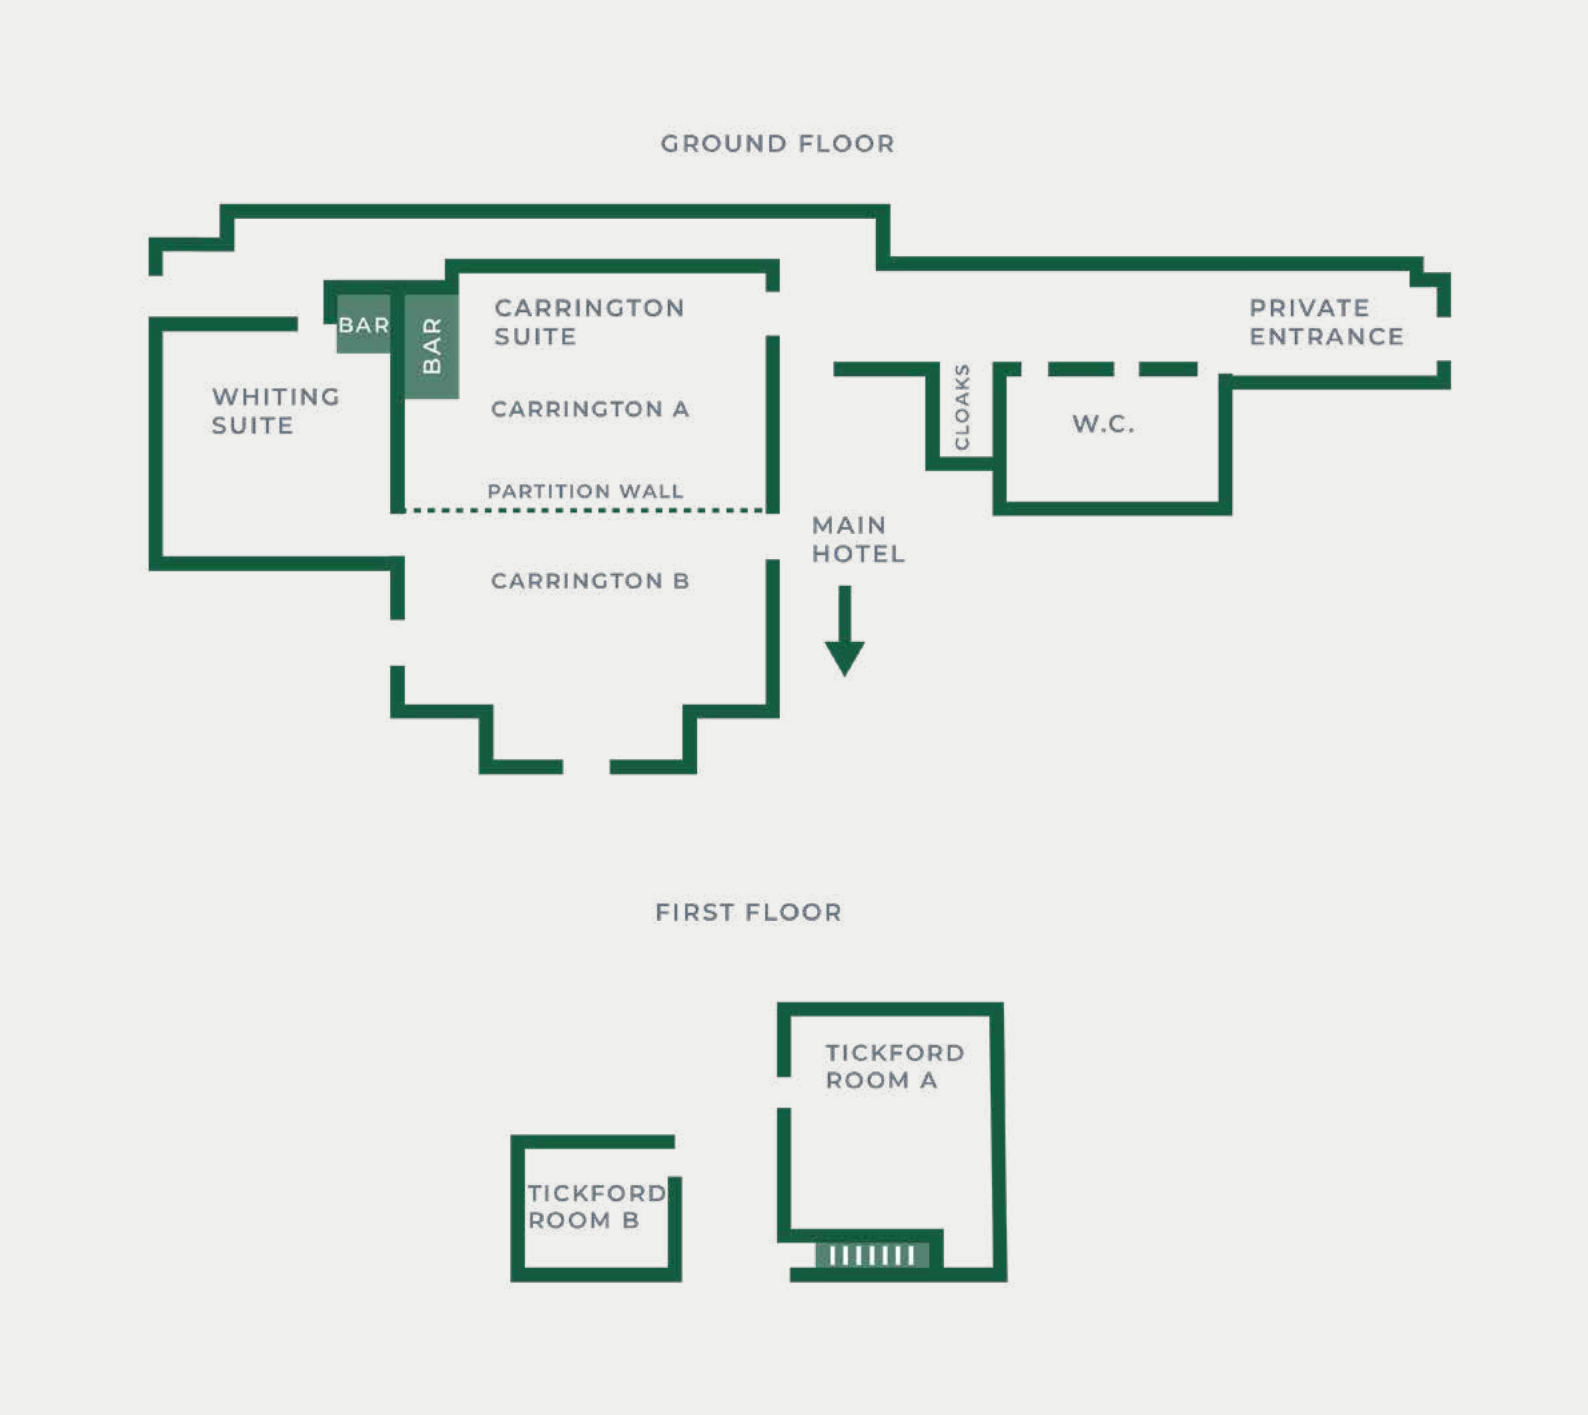 GROUND FLOOR
CARRINGTON
SUITE
PRIVATE
ENTRANCE
BAR
BAR
WHITING
SUITE
CARRINGTON A
CLOAKS
W.C.
PARTITION WALL
MAIN
HOTEL
CARRINGTON B
FIRST FLOOR
TICKFORD
ROOM A
TICKFORD
ROOM B